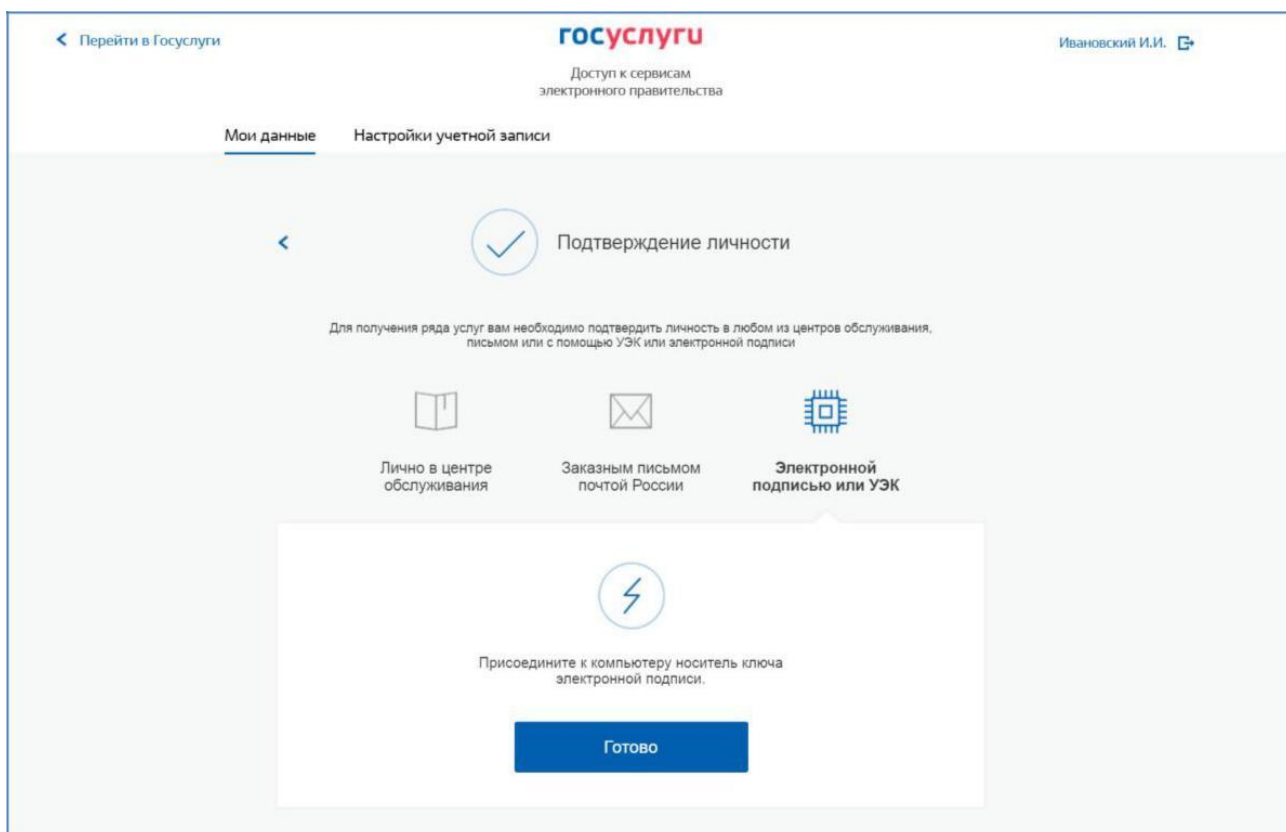 Перейти в Госуслуги
госуслуги
Ивановский И.И.
Доступ к сервисам
электронного правительства
Мои данные
Настройки учетной записи
Подтверждение личности
Для получения ряда услуг вам необходимо подтвердить личность в любом из центров обслуживания,
письмом или с помощью УЭК или электронной подписи
Лично в центре
обслуживания
Заказным письмом
почтой России
Электронной
подписью или УЭК
Присоедините к компьютеру носитель ключа
электронной подписи.
Готово